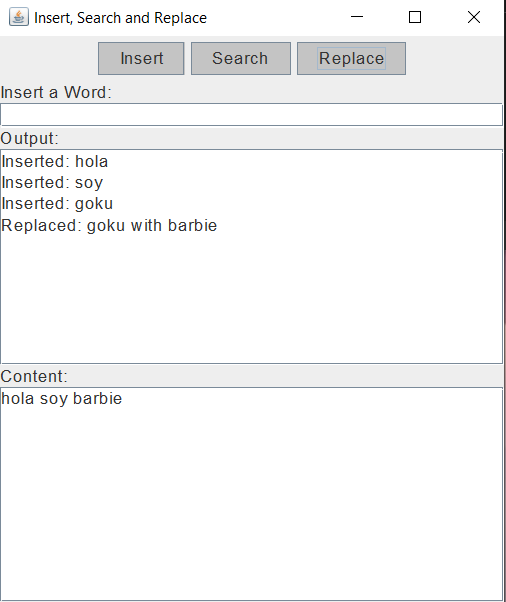 Insert, Search and Replace
Insert Search Replace
Insert a Word:
Output:
Inserted: hola
Inserted: soy
Inserted: goku
Replaced: goku with barbie
Content:
hola soy barbie